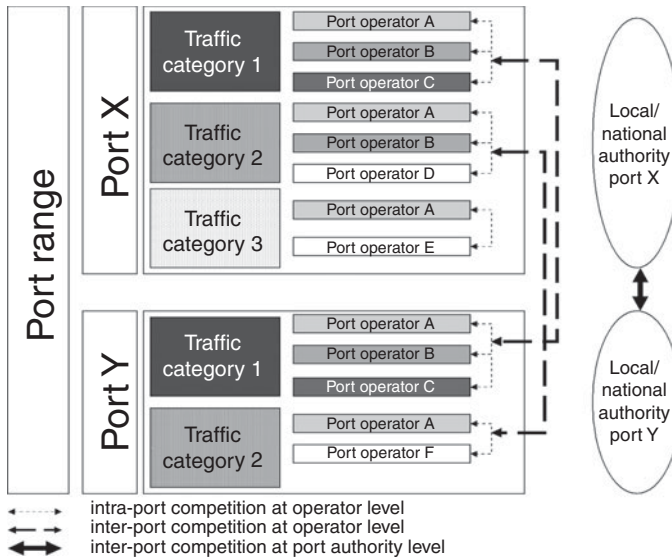 Port range
Port X
Traffic
category 1
Port operator A
Port operator B
Port operator C
Traffic
category 2
Port operator A
Port operator B
Port operator D
Traffic
category 3
Port operator A
Port operator E
Local/
national
authority
port X
Port Y
Traffic
category 1
Port operator A
Port operator B
Port operator C
Traffic
category 2
Port operator A
Port operator F
Local/
national
authority
port Y
intra-port competition at operator level
inter-port competition at operator level
inter-port competition at port authority level